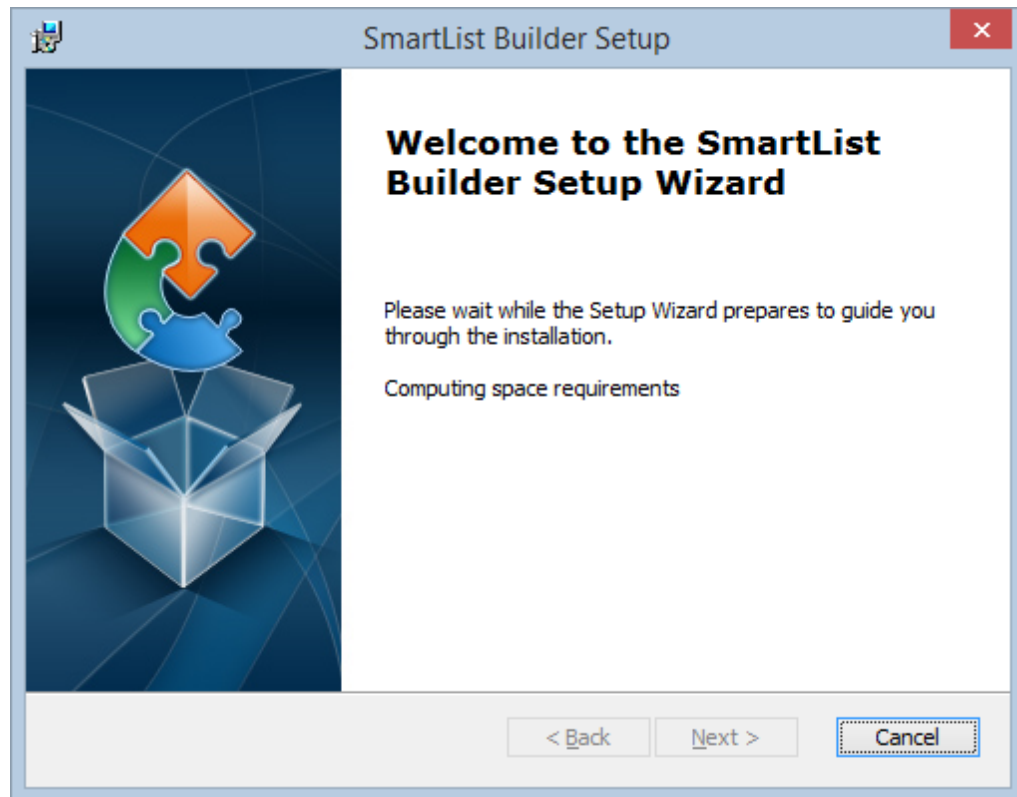 SmartList Builder Setup
Welcome to the SmartList
Builder Setup Wizard
Please wait while the Setup Wizard prepares to guide you
through the installation.
Computing space requirements
< Back Next > Cancel